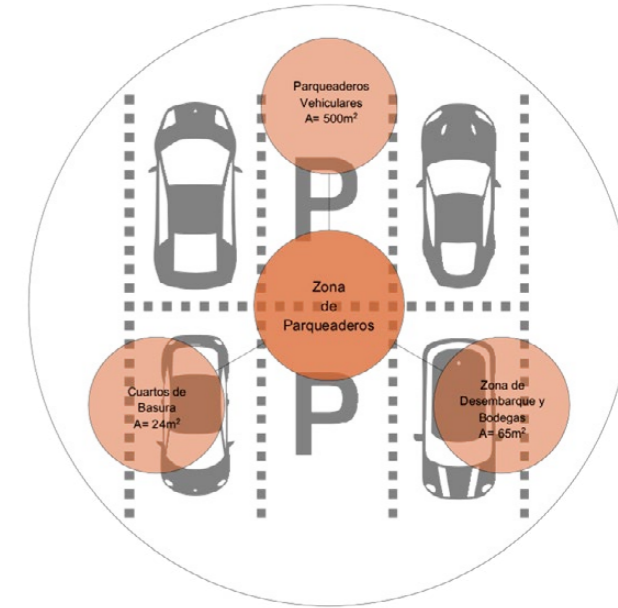 Parqueaderos
Vehiculares
A= 500m²
P
Zona
de
Parqueaderos
Cuartos de
Basura
A= 24m²
P
Zona de
Desembarque y
Bodegas
A= 65m²